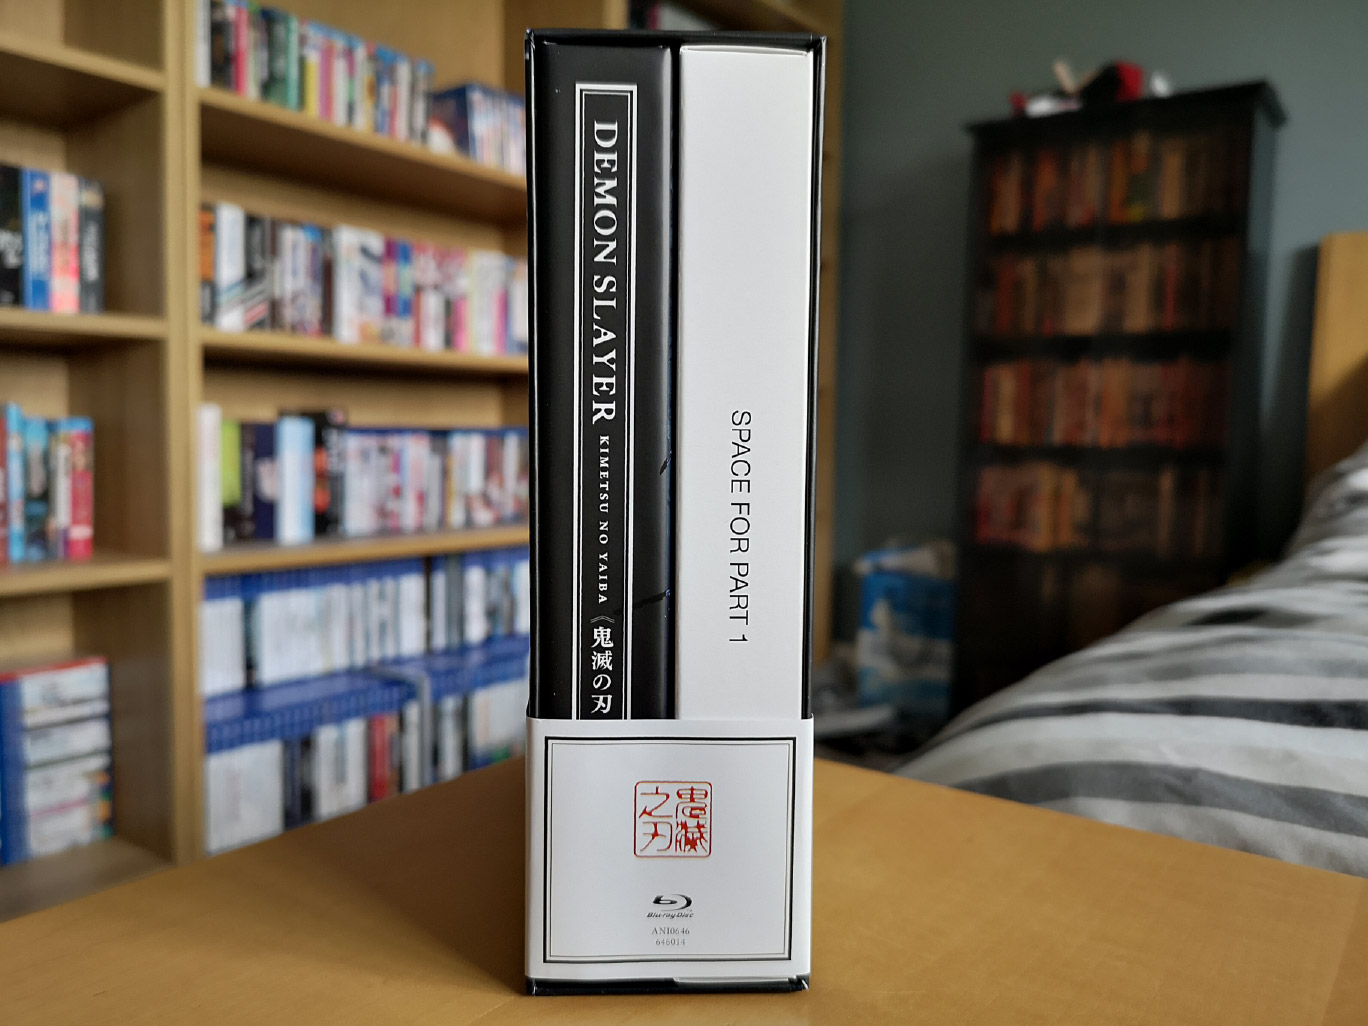 DEMON SLAYER KIMETSU NO YAIBA 《鬼滅の刃
SPACE FOR PART 1
鬼滅
之刃
Blu-ray Disc
ANI0646
646014